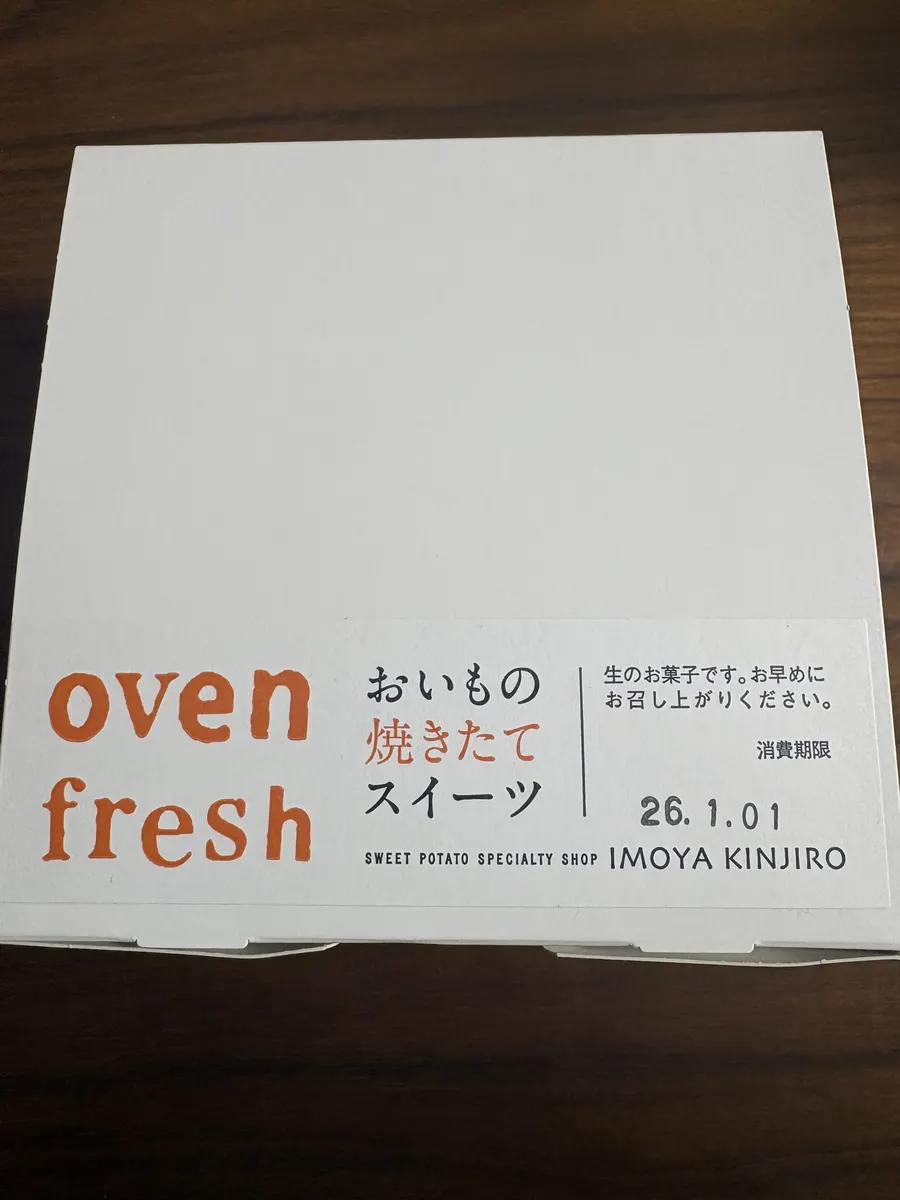 oven
fresh
おいもの
焼きたて
スイーツ
生のお菓子です。お早めに
お召し上がりください。
消費期限
26.1.01
SWEET POTATO SPECIALTY SHOP IMOYA KINJIRO